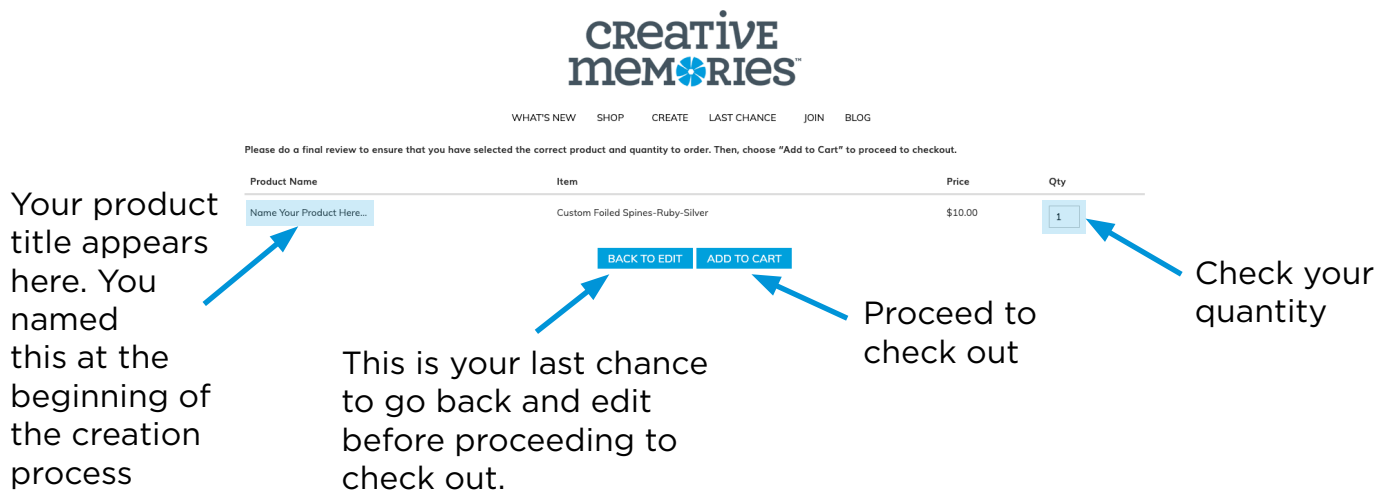 CReaTiVE
meMORIES™
WHAT'S NEW SHOP CREATE LAST CHANCE JOIN BLOG
Please do a final review to ensure that you have selected the correct product and quantity to order. Then, choose "Add to Cart" to proceed to checkout.
Product Name Item Price Qty
Name Your Product Here... Custom Foiled Spines-Ruby-Silver $10.00 1
BACK TO EDIT ADD TO CART
Your product
title appears
here. You
named
this at the
beginning of
the creation
process
This is your last chance
to go back and edit
before proceeding to
check out.
Proceed to
check out
Check your
quantity